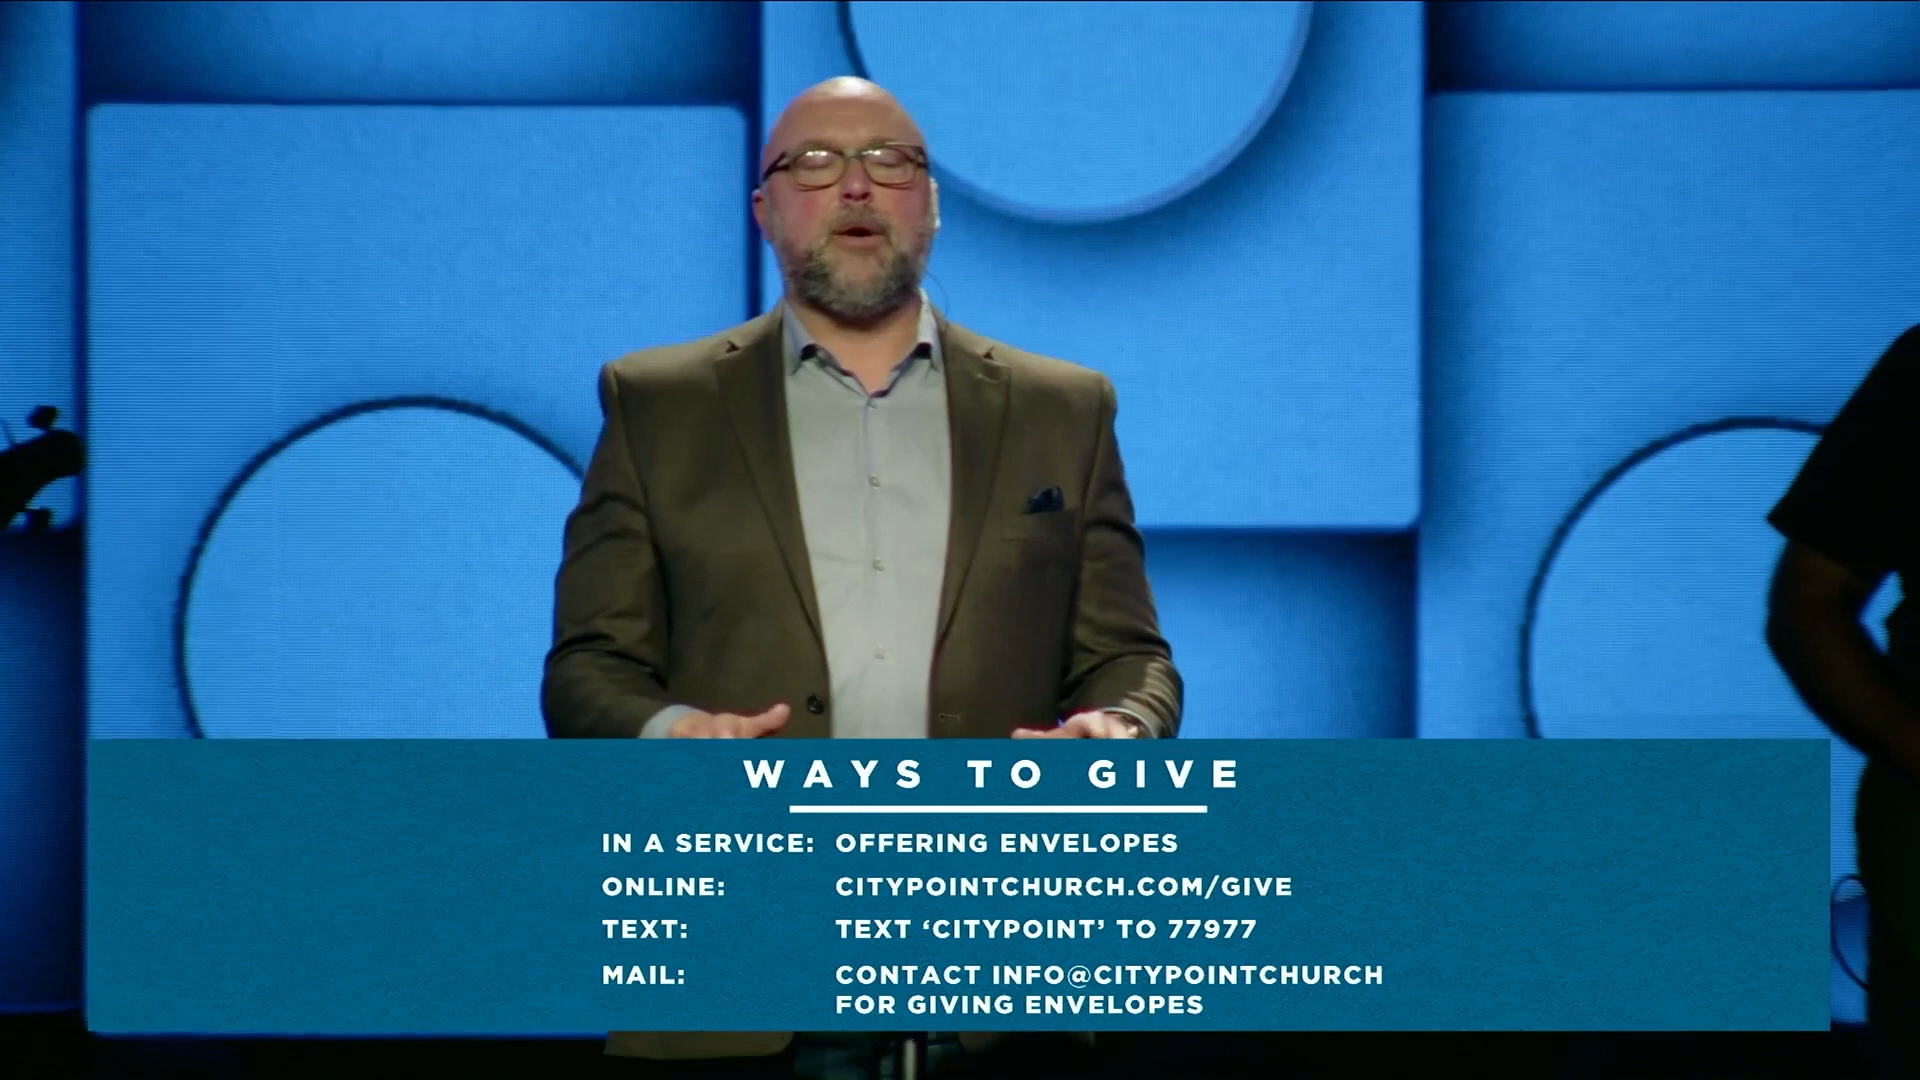 WAYS TO GIVE
IN A SERVICE: OFFERING ENVELOPES
ONLINE: CITYPOINTCHURCH.COM/GIVE
TEXT: TEXT ‘CITYPOINT’ TO 77977
MAIL: CONTACT INFO@CITYPOINTCHURCH
FOR GIVING ENVELOPES